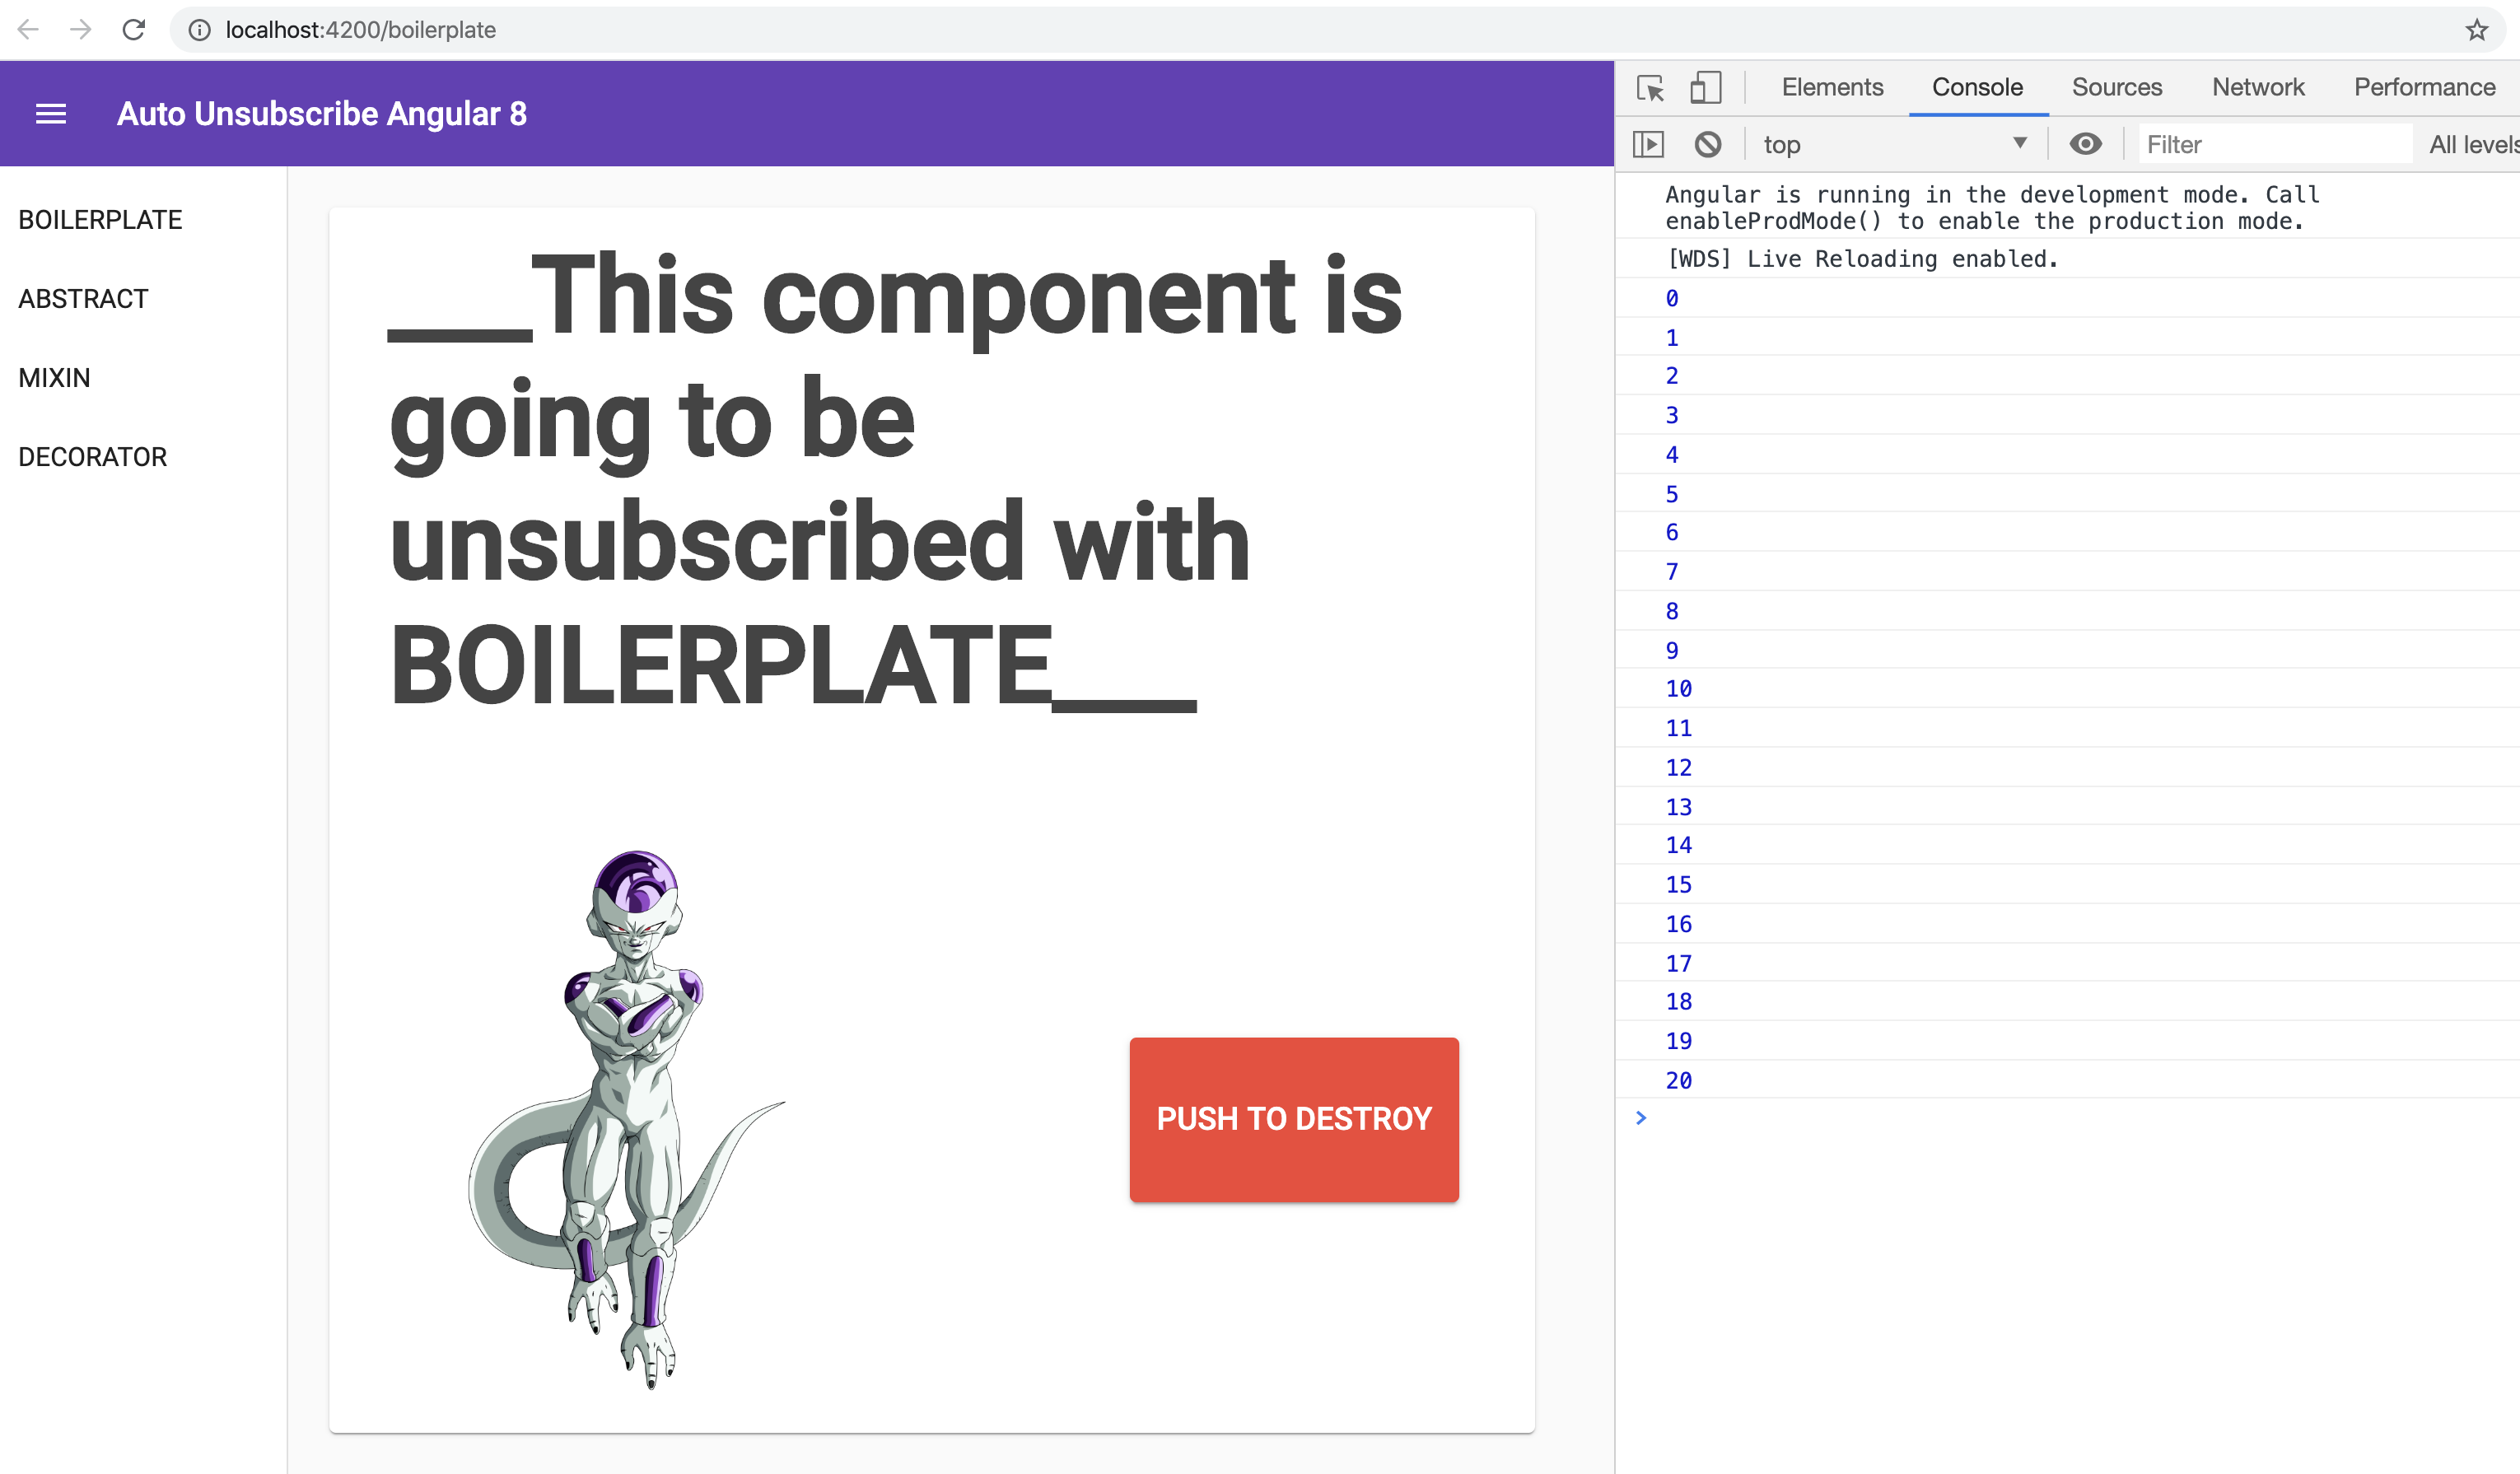 localhost:4200/boilerplate
Auto Unsubscribe Angular 8
BOILERPLATE
ABSTRACT
MIXIN
DECORATOR
___This component is
going to be
unsubscribed with
BOILERPLATE___
PUSH TO DESTROY
Elements Console Sources Network Performance
top Filter All levels
Angular is running in the development mode. Call
enableProdMode() to enable the production mode.
[WDS] Live Reloading enabled.
0
1
2
3
4
5
6
7
8
9
10
11
12
13
14
15
16
17
18
19
20